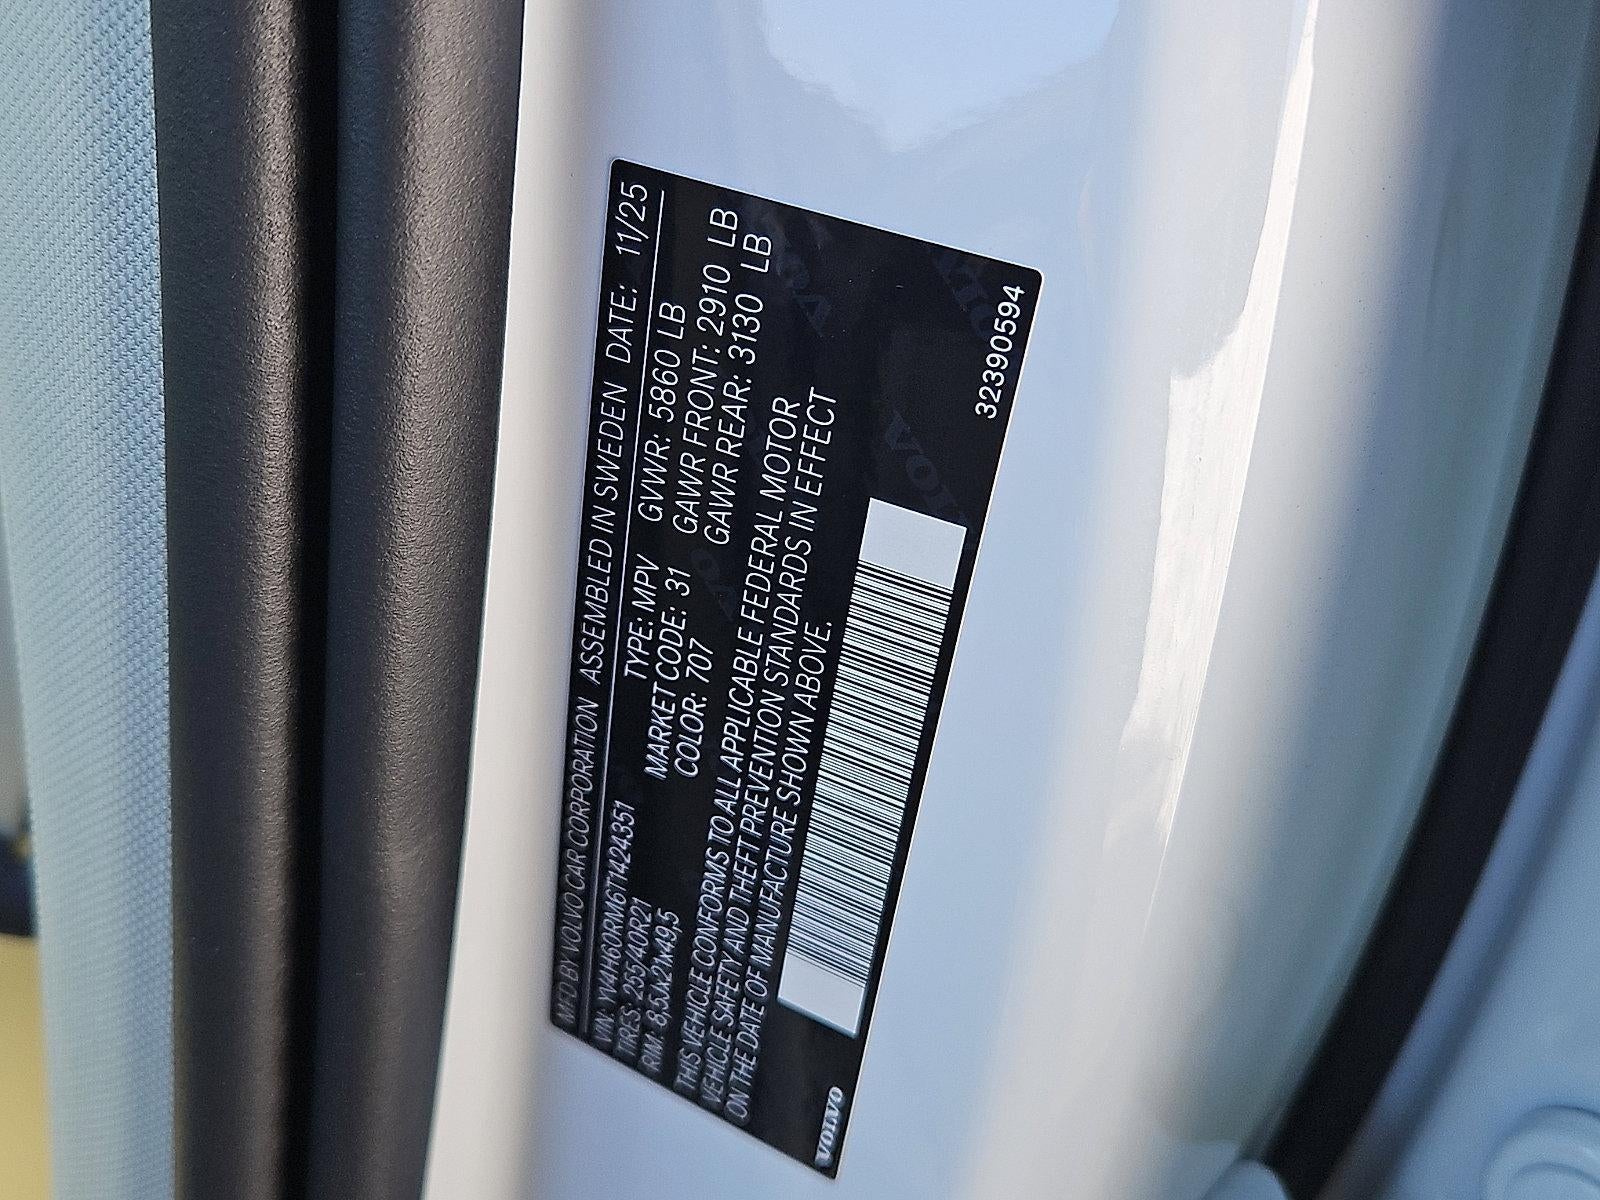 MFD BY VOLVO CAR CORPORATION ASSEMBLED IN SWEDEN DATE: 11/25
VIN: YV4H60RM6T1424351 TYPE: MPV GVWR: 5860 LB
TIRES: 255/40R21 MARKET CODE: 31 GAWR FRONT: 2910 LB
RIM: 8,5Jx21x49,5 COLOR: 707 GAWR REAR: 3130 LB
THIS VEHICLE CONFORMS TO ALL APPLICABLE FEDERAL MOTOR
VEHICLE SAFETY AND THEFT PREVENTION STANDARDS IN EFFECT
ON THE DATE OF MANUFACTURE SHOWN ABOVE.
VOLVO 32390594